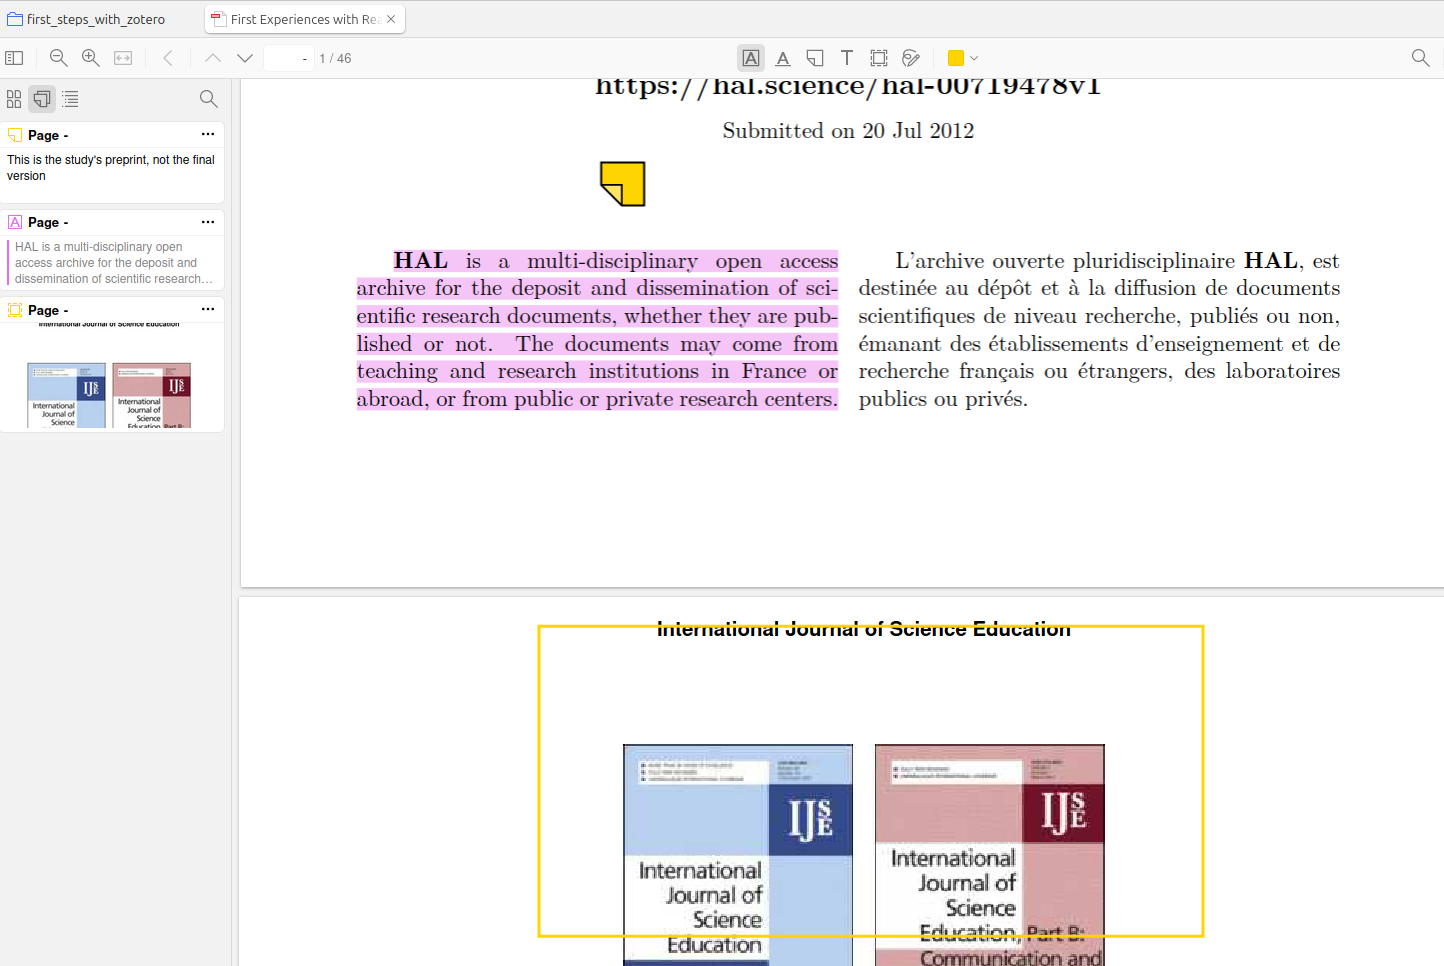 first_steps_with_zotero
First Experiences with Rea
- 1 / 46
Page -
This is the study's preprint, not the final
version
Page -
HAL is a multi-disciplinary open
access archive for the deposit and
dissemination of scientific research…
Page -
International Journal of Science Education
IJSE
International
Journal of
Science
IJSE
International
Journal of
Science
Education, Part B:
https://hal.science/hal-00719478v1
Submitted on 20 Jul 2012
HAL is a multi-disciplinary open access
archive for the deposit and dissemination of sci-
entific research documents, whether they are pub-
lished or not. The documents may come from
teaching and research institutions in France or
abroad, or from public or private research centers.
L'archive ouverte pluridisciplinaire HAL, est
destinée au dépôt et à la diffusion de documents
scientifiques de niveau recherche, publiés ou non,
émanant des établissements d'enseignement et de
recherche français ou étrangers, des laboratoires
publics ou privés.
International Journal of Science Education
IJSE
International
Journal of
Science
Education
IJSE
International
Journal of
Science
Education, Part B:
Communication and